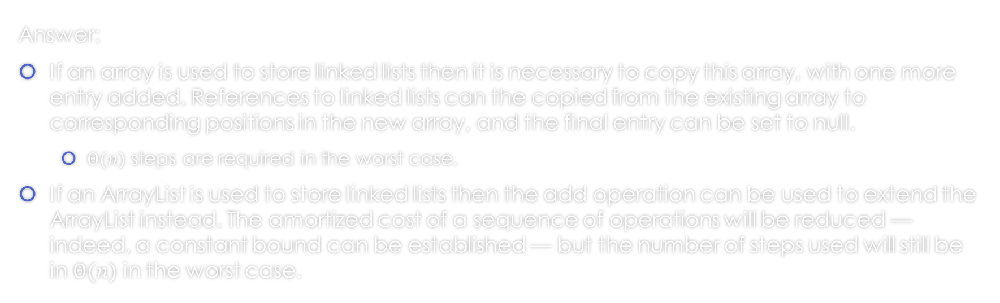 Answer:
If an array is used to store linked lists then it is necessary to copy this array, with one more
entry added. References to linked lists can the copied from the existing array to
corresponding positions in the new array, and the final entry can be set to null.
Θ(n) steps are required in the worst case.
If an ArrayList is used to store linked lists then the add operation can be used to extend the
ArrayList instead. The amortized cost of a sequence of operations will be reduced —
indeed, a constant bound can be established — but the number of steps used will still be
in Θ(n) in the worst case.